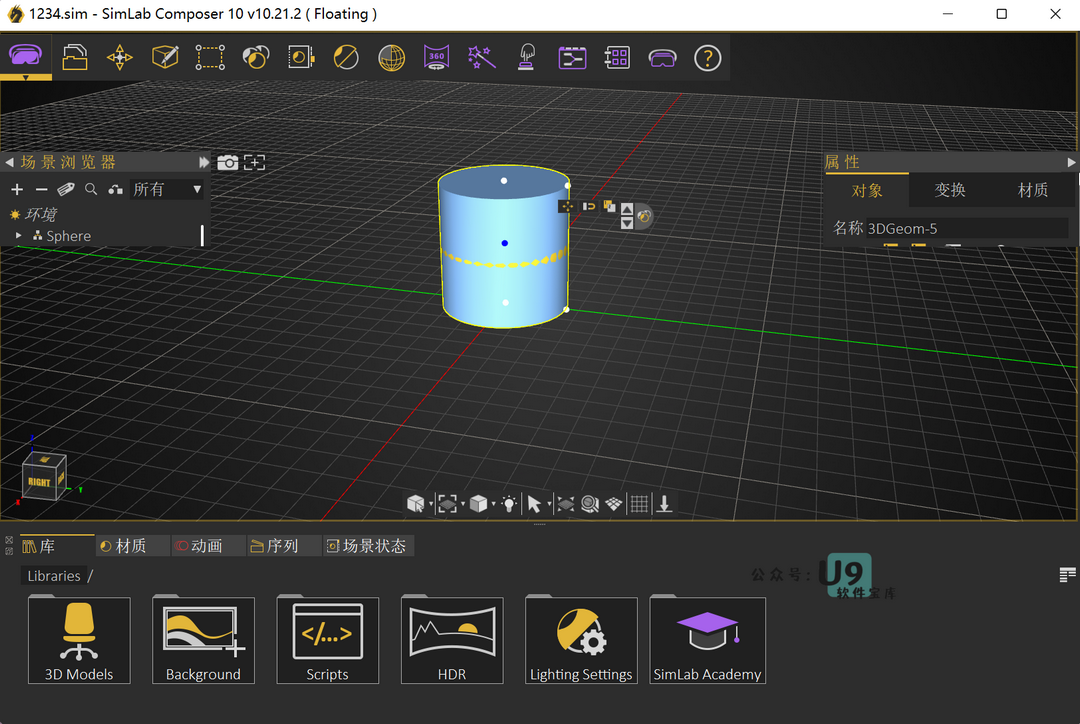 1234.sim - SimLab Composer 10 v10.21.2 ( Floating )
360
?
场景浏览器
所有
环境
Sphere
属性
对象 变换 材质
名称 3DGeom-5
RIGHT
库 材质 动画 序列 场景状态
Libraries /
公众号: U9
软件宝库
</...>
3D Models Background Scripts HDR Lighting Settings SimLab Academy